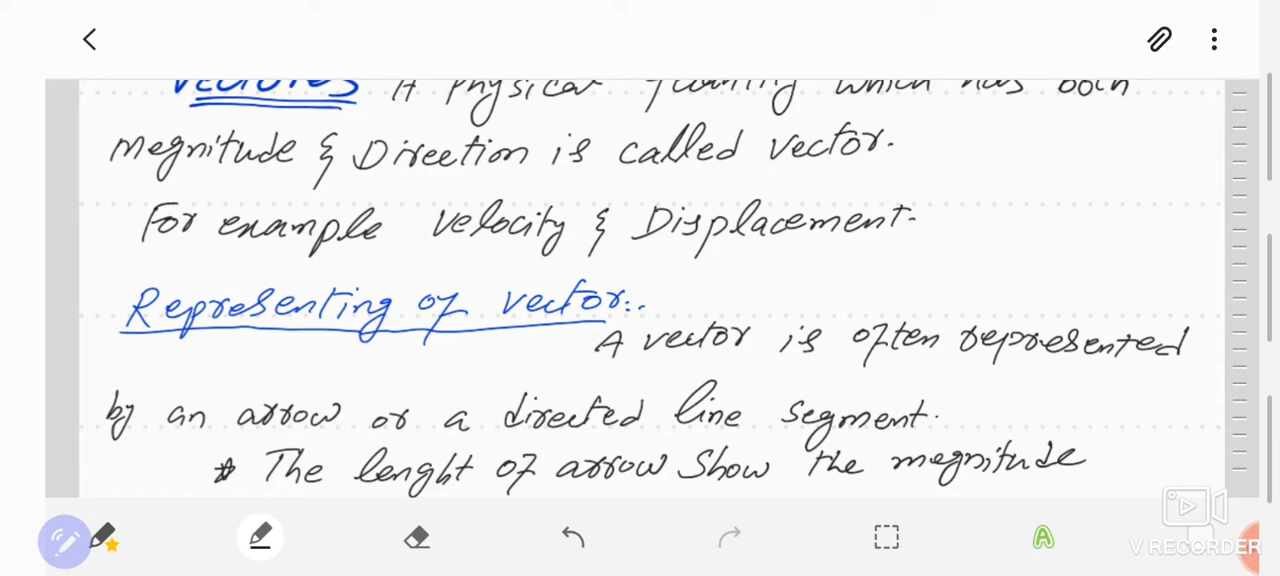 Vectores A physical quantity which has both
megnitude & Direction is called vector.
For example velocity & Displacement.
Representing of vector:.
A vector is often represented
by an arrow or a directed line segment.
* The lenght of arrow show the megnitude
A
V RECORDER